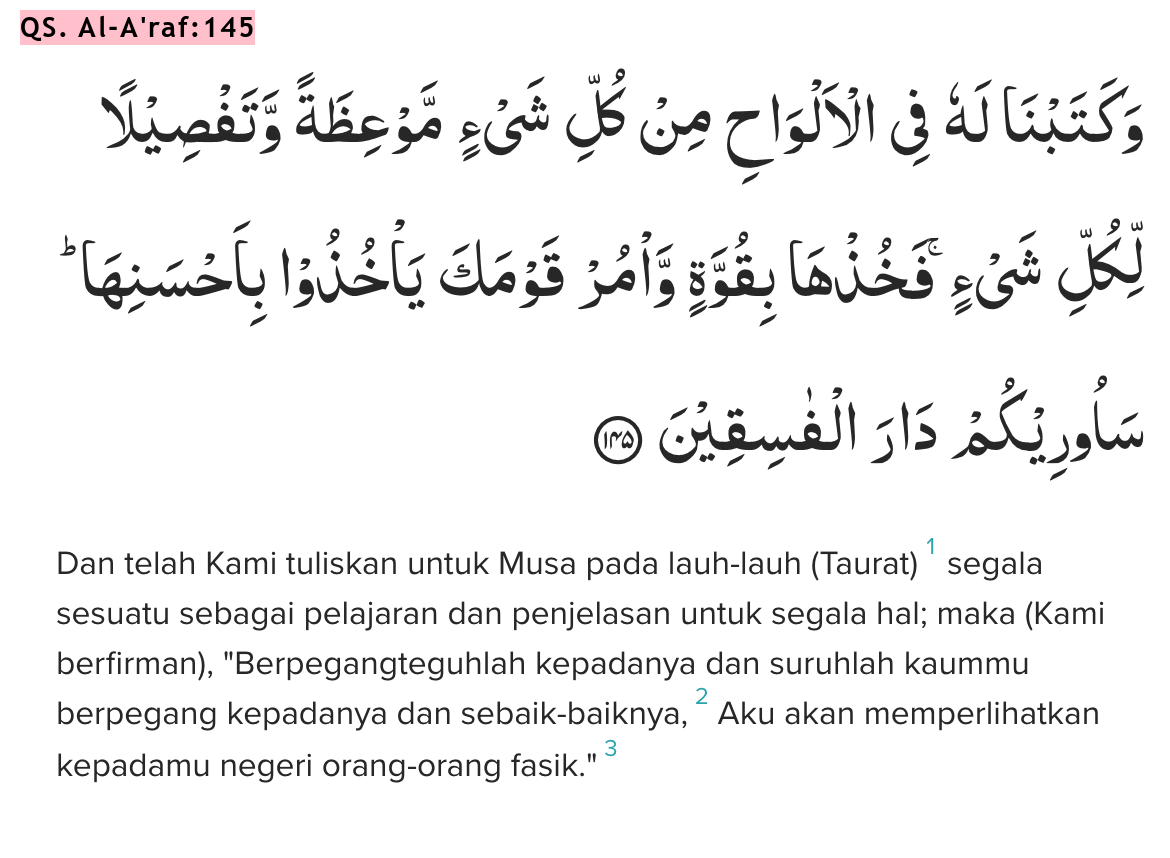 QS. Al-A'raf:145
وَكَتَبْنَا لَهٗ فِى الْاَلْوَاحِ مِنْ كُلِّ شَيْءٍ مَّوْعِظَةً وَّتَفْصِيْلًا
لِّكُلِّ شَيْءٍۚ فَخُذْهَا بِقُوَّةٍ وَّأْمُرْ قَوْمَكَ يَأْخُذُوْا بِاَحْسَنِهَاۗ
سَاُورِيْكُمْ دَارَ الْفٰسِقِيْنَ ۝١٤٥
Dan telah Kami tuliskan untuk Musa pada lauh-lauh (Taurat) 1 segala
sesuatu sebagai pelajaran dan penjelasan untuk segala hal; maka (Kami
berfirman), "Berpegangteguhlah kepadanya dan suruhlah kaummu
berpegang kepadanya dan sebaik-baiknya, 2 Aku akan memperlihatkan
kepadamu negeri orang-orang fasik." 3